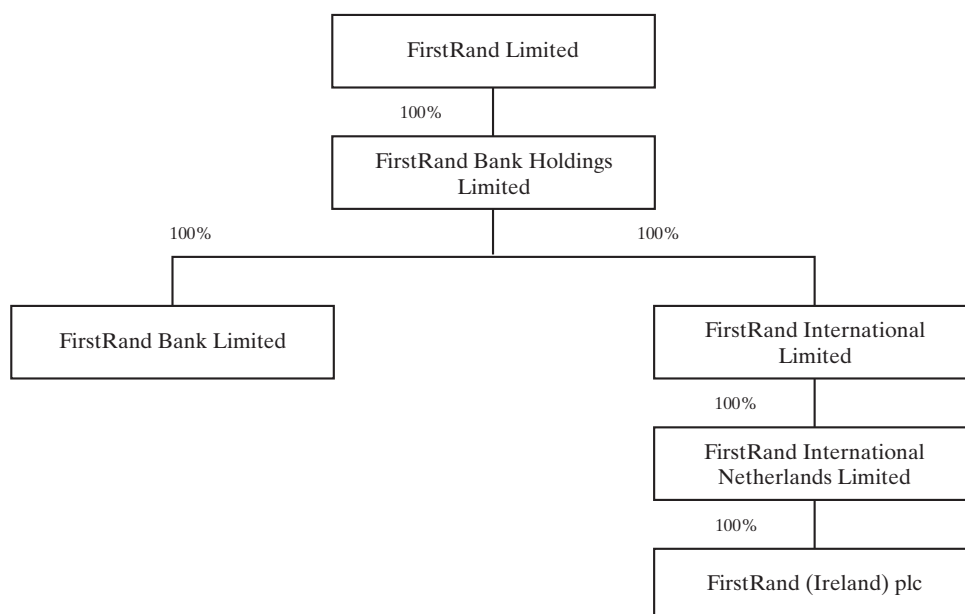 FirstRand Limited
100%
FirstRand Bank Holdings
Limited
100%
100%
FirstRand Bank Limited
FirstRand International
Limited
100%
FirstRand International
Netherlands Limited
100%
FirstRand (Ireland) plc